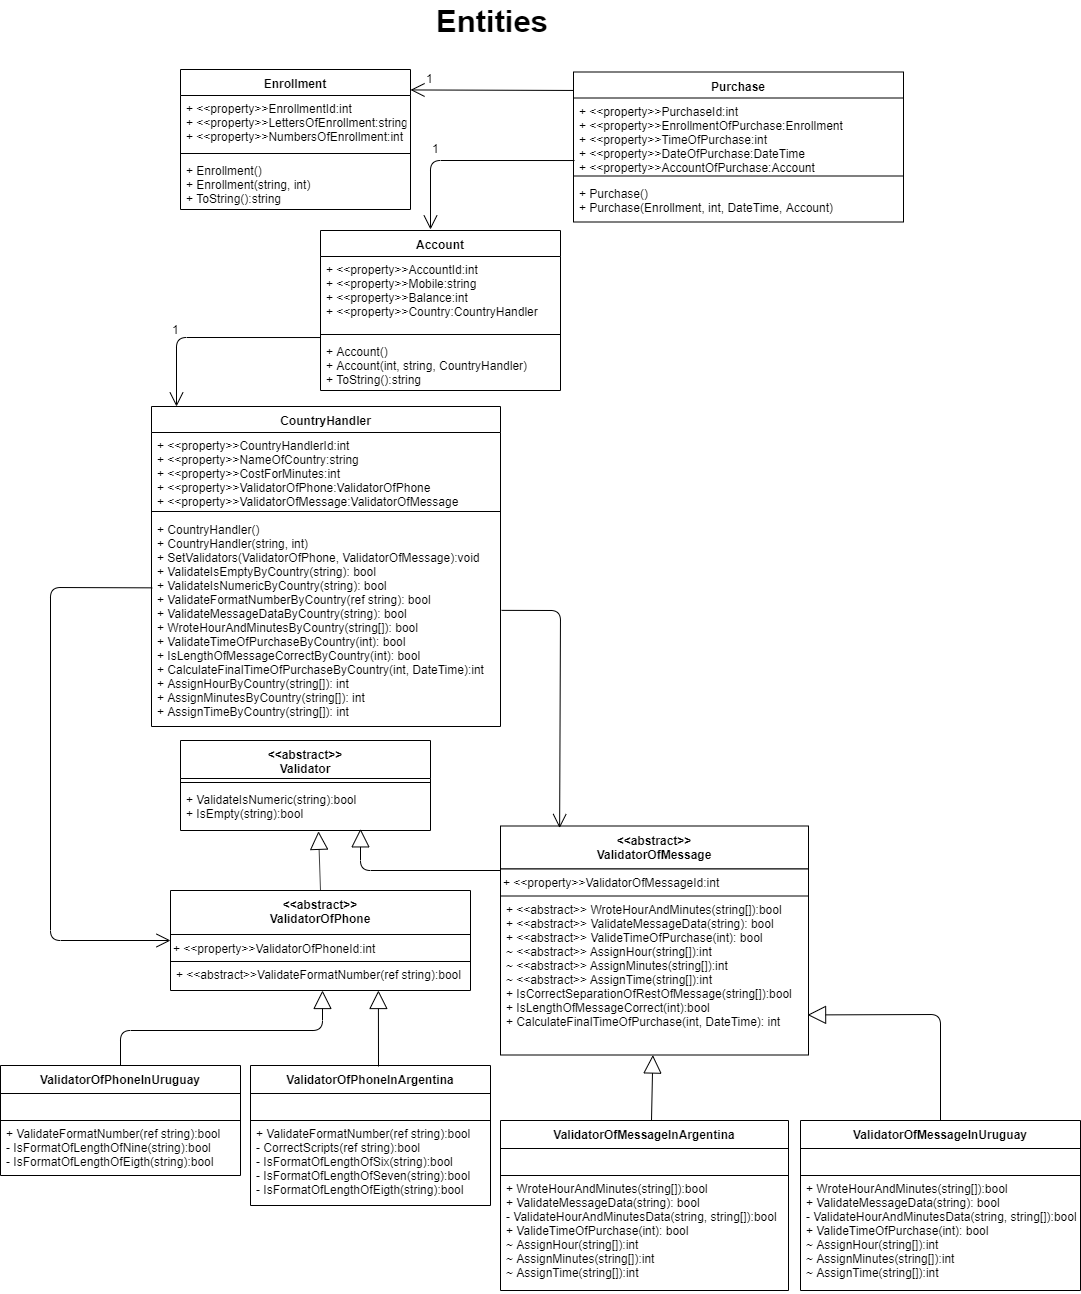 Entities
Enrollment
+ <<property>>EnrollmentId:int
+ <<property>>LettersOfEnrollment:string
+ <<property>>NumbersOfEnrollment:int
+ Enrollment()
+ Enrollment(string, int)
+ ToString():string
1
Purchase
+ <<property>>PurchaseId:int
+ <<property>>EnrollmentOfPurchase:Enrollment
+ <<property>>TimeOfPurchase:int
+ <<property>>DateOfPurchase:DateTime
+ <<property>>AccountOfPurchase:Account
+ Purchase()
+ Purchase(Enrollment, int, DateTime, Account)
1
Account
+ <<property>>AccountId:int
+ <<property>>Mobile:string
+ <<property>>Balance:int
+ <<property>>Country:CountryHandler
+ Account()
+ Account(int, string, CountryHandler)
+ ToString():string
1
CountryHandler
+ <<property>>CountryHandlerId:int
+ <<property>>NameOfCountry:string
+ <<property>>CostForMinutes:int
+ <<property>>ValidatorOfPhone:ValidatorOfPhone
+ <<property>>ValidatorOfMessage:ValidatorOfMessage
+ CountryHandler()
+ CountryHandler(string, int)
+ SetValidators(ValidatorOfPhone, ValidatorOfMessage):void
+ ValidateIsEmptyByCountry(string): bool
+ ValidateIsNumericByCountry(string): bool
+ ValidateFormatNumberByCountry(ref string): bool
+ ValidateMessageDataByCountry(string): bool
+ WroteHourAndMinutesByCountry(string[]): bool
+ ValidateTimeOfPurchaseByCountry(int): bool
+ IsLengthOfMessageCorrectByCountry(int): bool
+ CalculateFinalTimeOfPurchaseByCountry(int, DateTime):int
+ AssignHourByCountry(string[]): int
+ AssignMinutesByCountry(string[]): int
+ AssignTimeByCountry(string[]): int
<<abstract>>
Validator
+ ValidateIsNumeric(string):bool
+ IsEmpty(string):bool
<<abstract>>
ValidatorOfMessage
+ <<property>>ValidatorOfMessageId:int
+ <<abstract>> WroteHourAndMinutes(string[]):bool
+ <<abstract>> ValidateMessageData(string): bool
+ <<abstract>> ValideTimeOfPurchase(int): bool
~ <<abstract>> AssignHour(string[]):int
~ <<abstract>> AssignMinutes(string[]):int
~ <<abstract>> AssignTime(string[]):int
+ IsCorrectSeparationOfRestOfMessage(string[]):bool
+ IsLengthOfMessageCorrect(int):bool
+ CalculateFinalTimeOfPurchase(int, DateTime): int
<<abstract>>
ValidatorOfPhone
+ <<property>>ValidatorOfPhoneId:int
+ <<abstract>>ValidateFormatNumber(ref string):bool
ValidatorOfPhoneInUruguay
+ ValidateFormatNumber(ref string):bool
- IsFormatOfLengthOfNine(string):bool
- IsFormatOfLengthOfEigth(string):bool
ValidatorOfPhoneInArgentina
+ ValidateFormatNumber(ref string):bool
- CorrectScripts(ref string):bool
- IsFormatOfLengthOfSix(string):bool
- IsFormatOfLengthOfSeven(string):bool
- IsFormatOfLengthOfEigth(string):bool
ValidatorOfMessageInArgentina
+ WroteHourAndMinutes(string[]):bool
+ ValidateMessageData(string): bool
- ValidateHourAndMinutesData(string, string[]):bool
+ ValideTimeOfPurchase(int): bool
~ AssignHour(string[]):int
~ AssignMinutes(string[]):int
~ AssignTime(string[]):int
ValidatorOfMessageInUruguay
+ WroteHourAndMinutes(string[]):bool
+ ValidateMessageData(string): bool
- ValidateHourAndMinutesData(string, string[]):bool
+ ValideTimeOfPurchase(int): bool
~ AssignHour(string[]):int
~ AssignMinutes(string[]):int
~ AssignTime(string[]):int